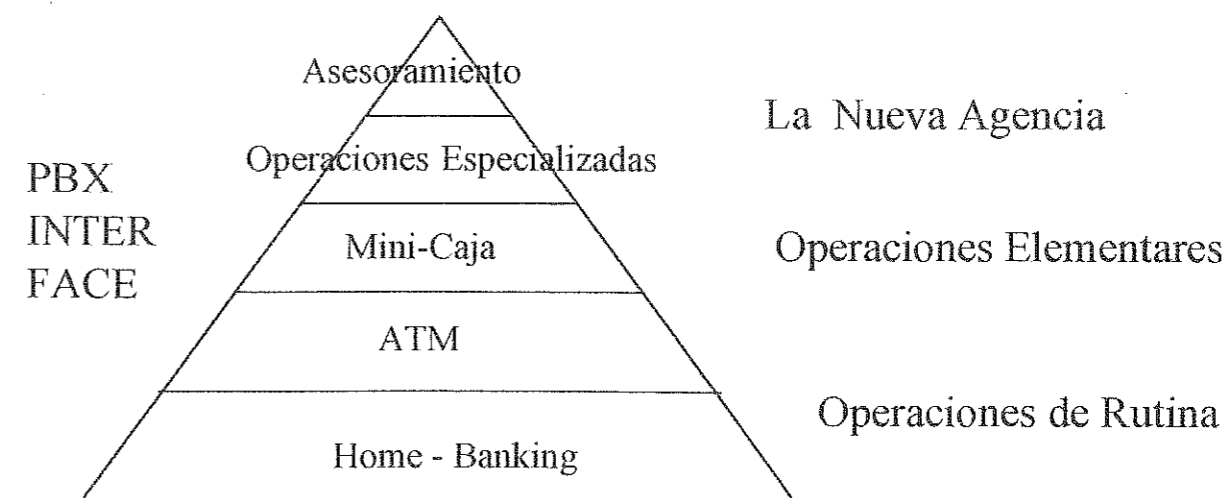 Asesoramiento
La Nueva Agencia
Operaciones Especializadas
PBX
INTER
FACE
Mini-Caja
Operaciones Elementares
ATM
Operaciones de Rutina
Home - Banking